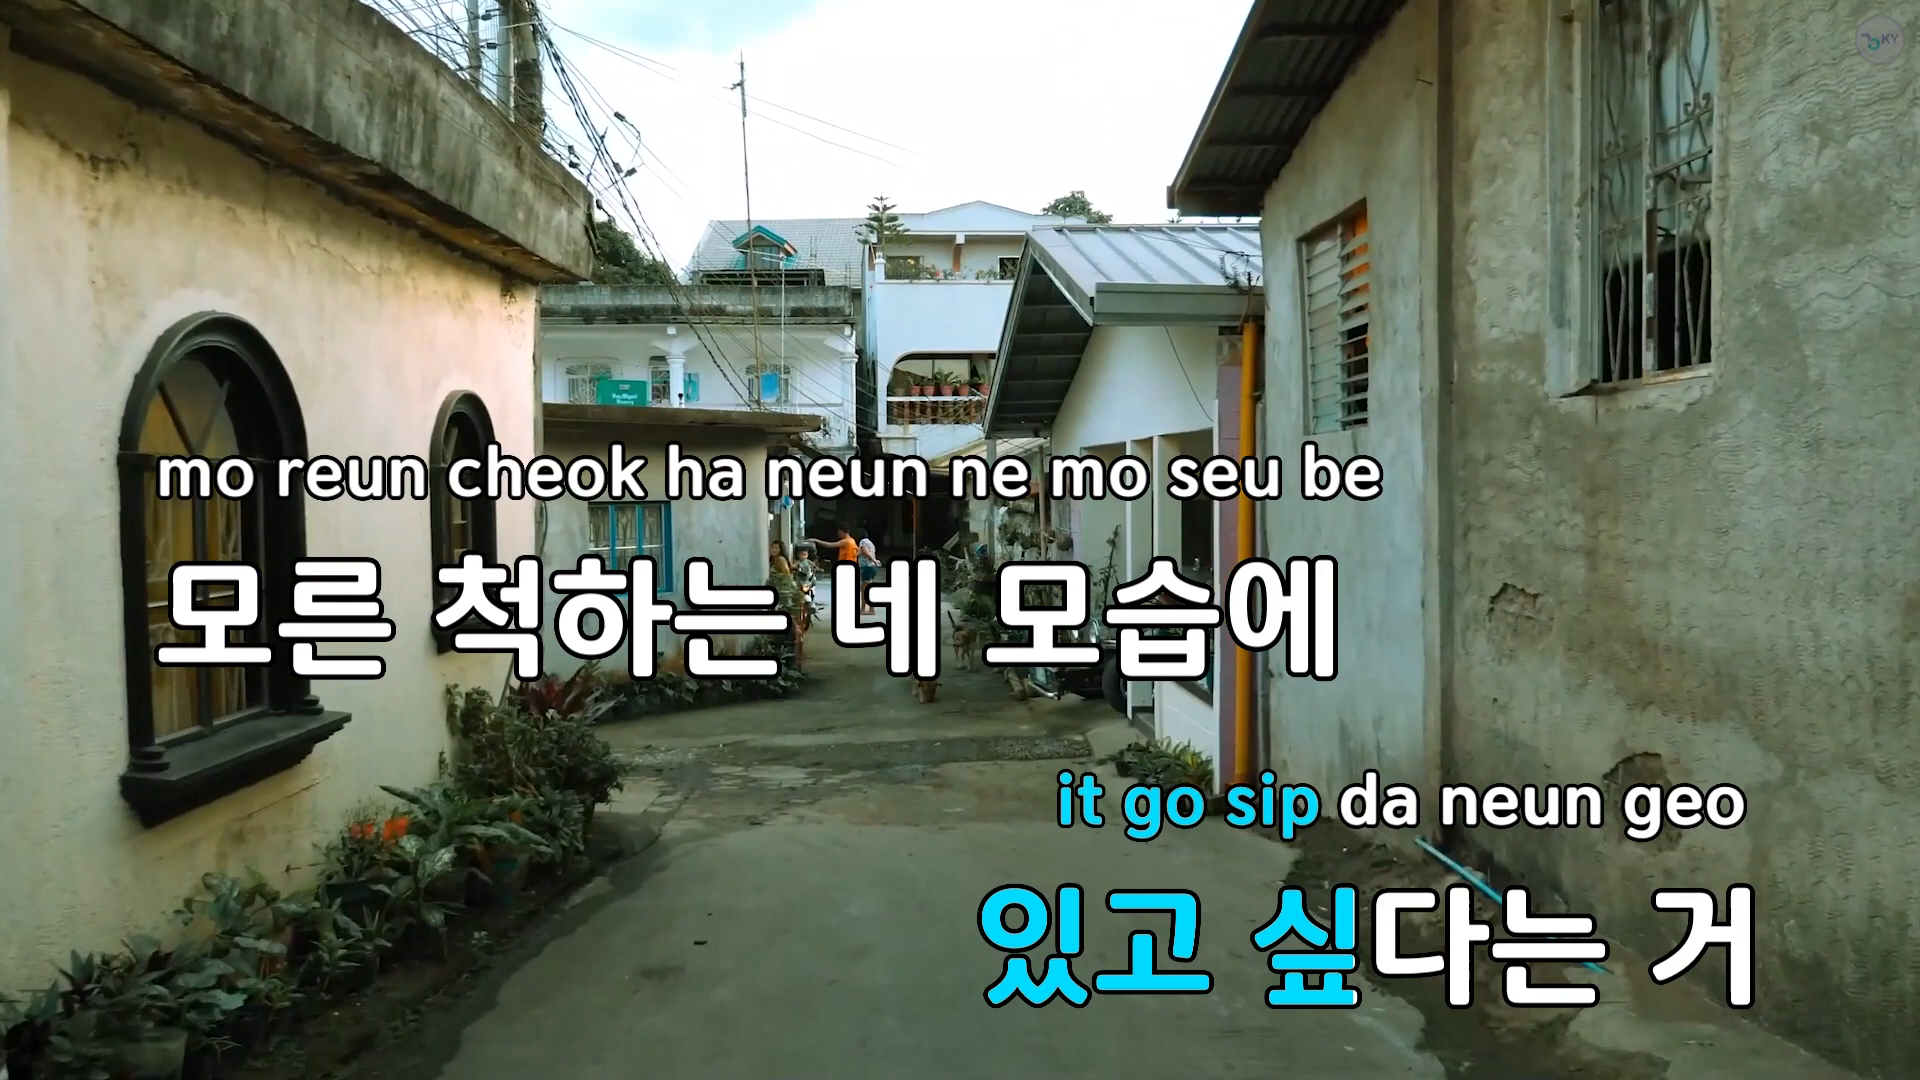 KY
mo reun cheok ha neun ne mo seu be
모른 척하는 네 모습에
it go sip da neun geo
있고 싶다는 거